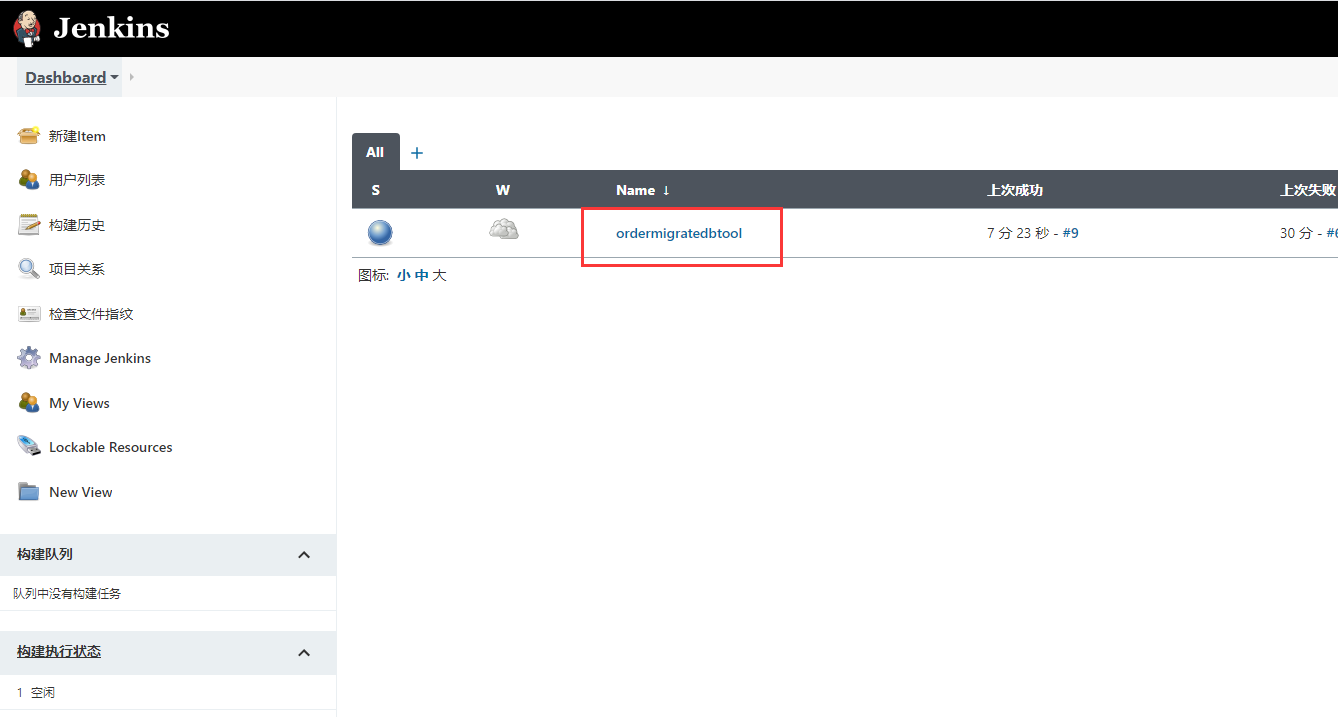 Jenkins
Dashboard
新建Item
用户列表
构建历史
项目关系
检查文件指纹
Manage Jenkins
My Views
Lockable Resources
New View
构建队列
队列中没有构建任务
构建执行状态
1 空闲
All +
S W Name ↓ 上次成功 上次失败
ordermigratedbtool 7 分 23 秒 - #9 30 分 - #6
图标: 小 中 大